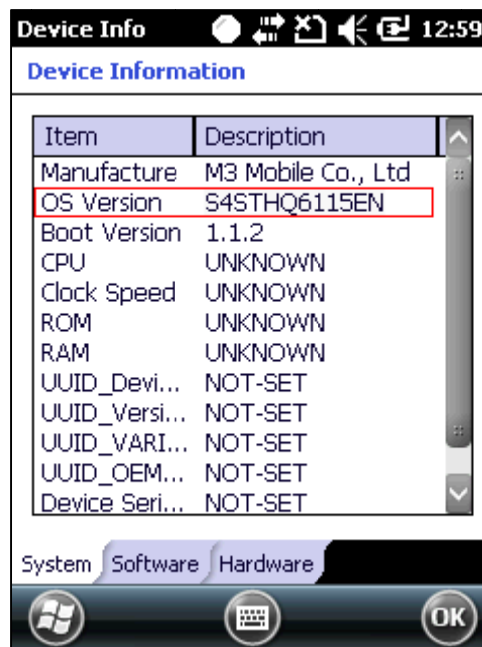 Device Info 12:59
Device Information
Item Description
Manufacture M3 Mobile Co., Ltd
OS Version S4STHQ6115EN
Boot Version 1.1.2
CPU UNKNOWN
Clock Speed UNKNOWN
ROM UNKNOWN
RAM UNKNOWN
UUID_Devi... NOT-SET
UUID_Versi... NOT-SET
UUID_VARI... NOT-SET
UUID_OEM... NOT-SET
Device Seri... NOT-SET
System Software Hardware
OK